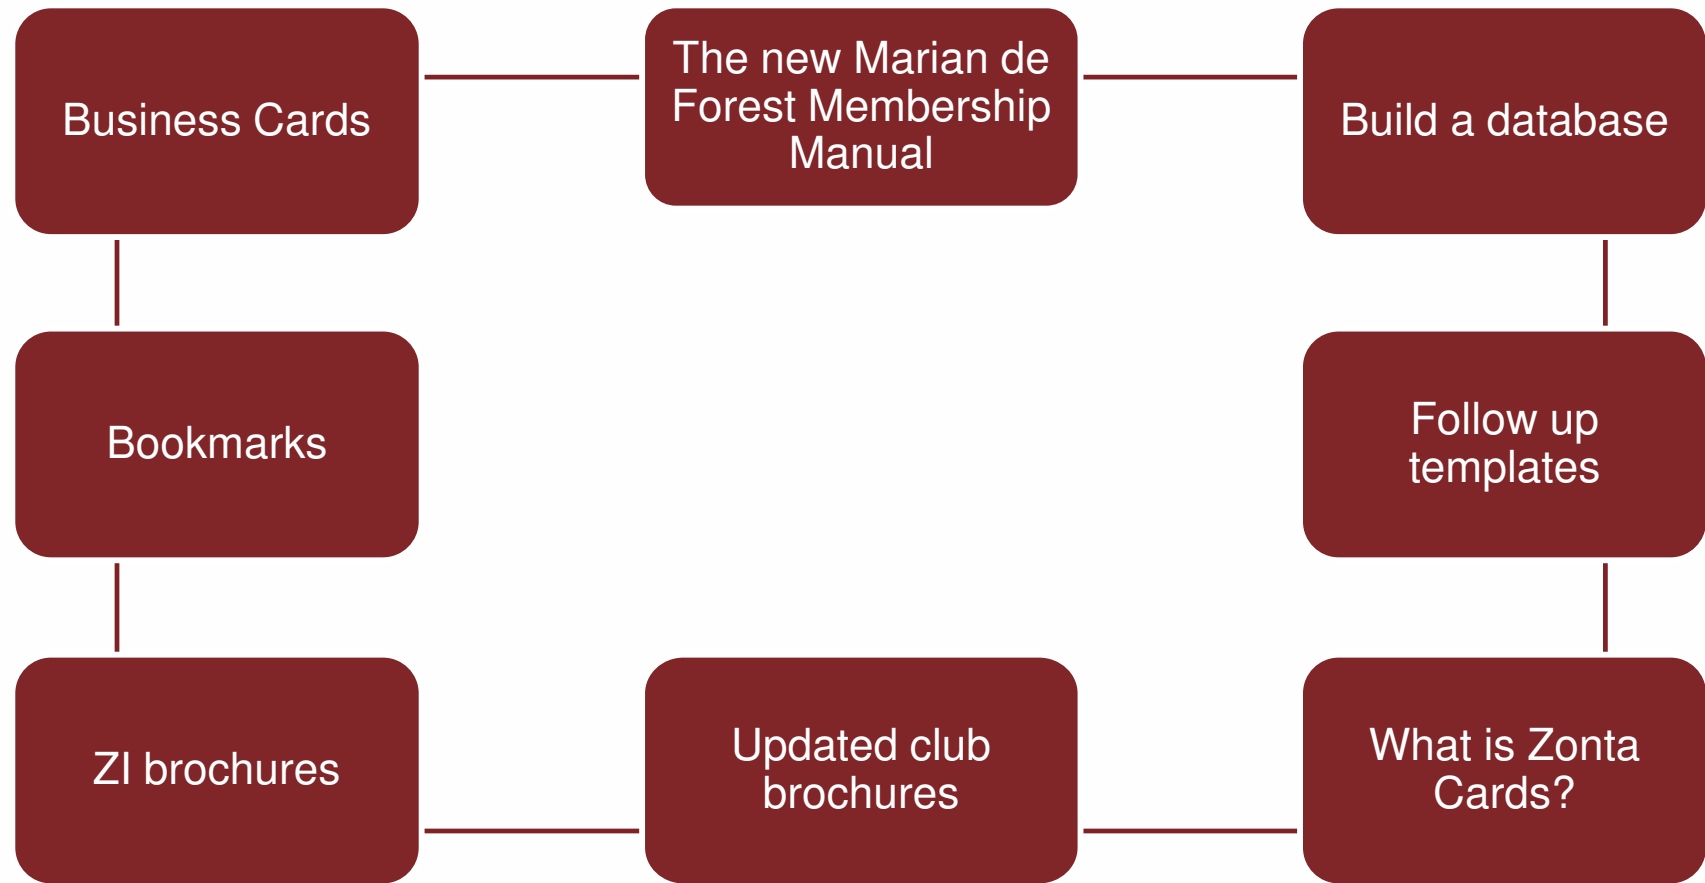 Business Cards
The new Marian de
Forest Membership
Manual
Build a database
Bookmarks
Follow up
templates
ZI brochures
Updated club
brochures
What is Zonta
Cards?